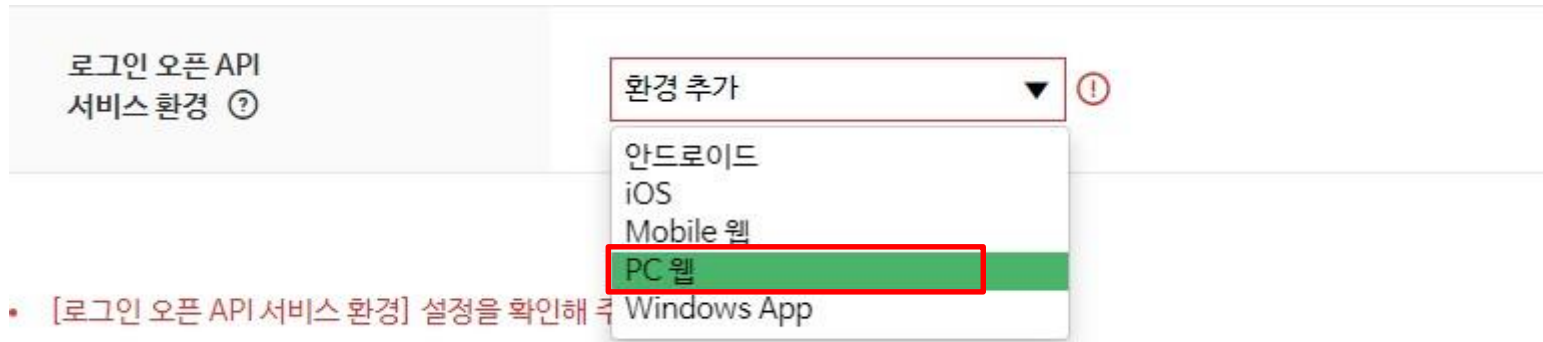 로그인 오픈 API
서비스 환경 ?
환경 추가 ▼ !
안드로이드
iOS
Mobile 웹
PC 웹
Windows App
• [로그인 오픈 API 서비스 환경] 설정을 확인해